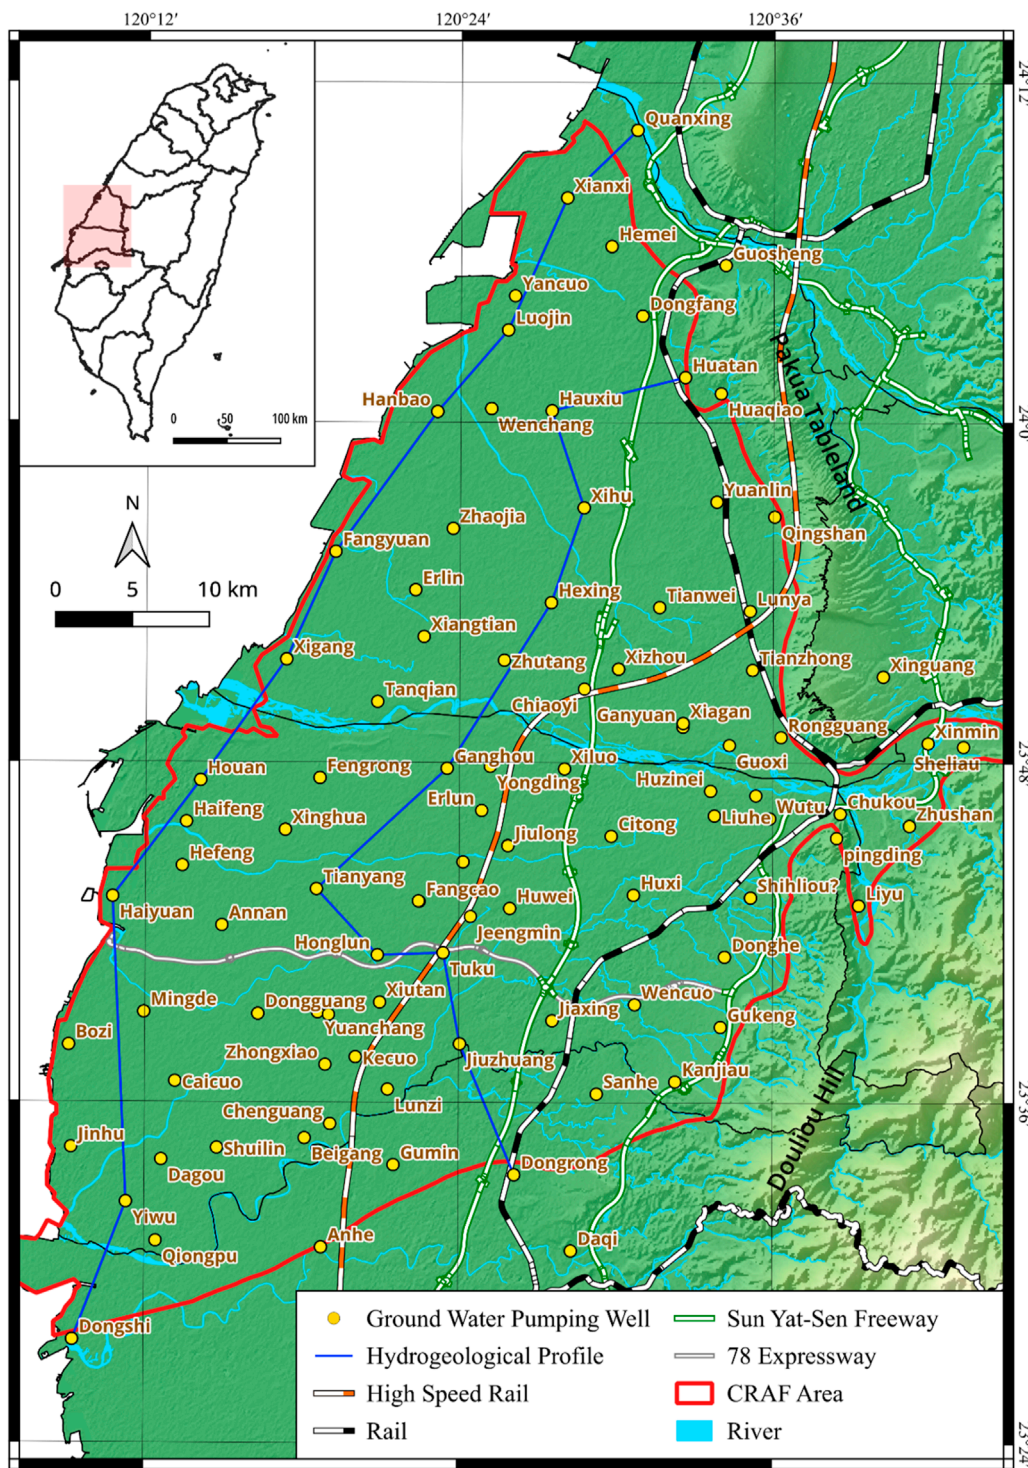 120°12′ 120°24′ 120°36′
24°12′
Quanxing
Xianxi
Hemei
Guosheng
Yancuo
Dongfang
Luojin
Pakua Tableland
Huatan
Hanbao
Hauxiu
Huaqiao
Wenchang
24°0′
0 50 100 km
N
Xihu
Yuanlin
Zhaojia
Qingshan
Fangyuan
0 5 10 km
Erlin
Hexing
Tianwei
Lunya
Xiangtian
Xigang
Zhutang
Xizhou
Tianzhong
Xinguang
Tanqian
Chiaoyi
Ganyuan
Xiagan
Rongguang
Xinmin
Houan
Fengrong
Ganghou
Xiluo
Guoxi
Sheliau
23°48′
Yongding
Huzinei
Haifeng
Erlun
Wutu
Chukou
Xinghua
Liuhe
Zhushan
Jiulong
Citong
Hefeng
pingding
Tianyang
Fangcao
Huwei
Huxi
Shihliou?
Liyu
Haiyuan
Annan
Jeengmin
Honglun
Tuku
Donghe
Mingde
Dongguang
Xiutan
Wencuo
Bozi
Yuanchang
Jiaxing
Gukeng
Zhongxiao
Kecuo
Jiuzhuang
Caicuo
Kanjiau
Sanhe
Lunzi
Chenguang
23°36′
Jinhu
Shuilin
Beigang
Gumin
Dongrong
Douliou Hill
Dagou
Yiwu
Anhe
Daqi
Qiongpu
Dongshi
Ground Water Pumping Well
Sun Yat-Sen Freeway
Hydrogeological Profile
78 Expressway
High Speed Rail
CRAF Area
Rail
River
23°24′